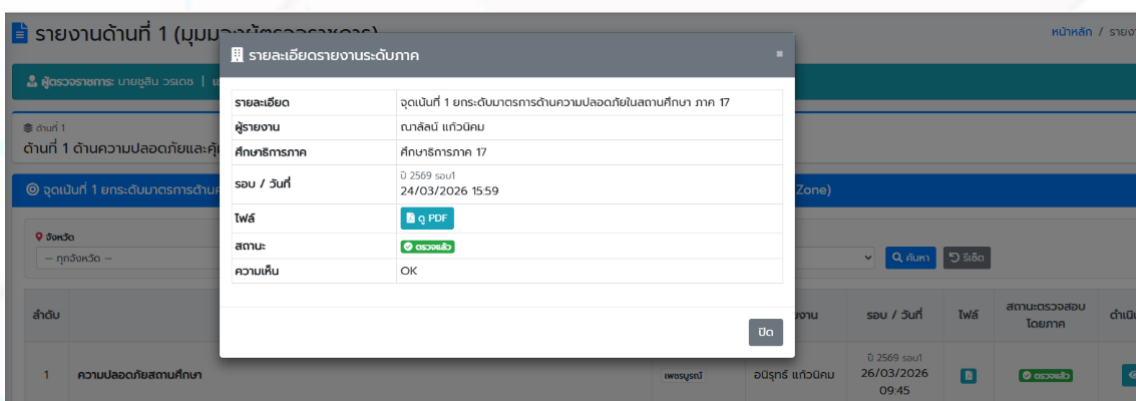 รายงานด้านที่ 1
หน้าหลัก /
รายละเอียดรายงานระดับภาค
ผู้ตรวจราชการ: นายชูสิน วรเดช |
รายละเอียด จุดเน้นที่ 1 ยกระดับมาตรการด้านความปลอดภัยในสถานศึกษา ภาค 17
ผู้รายงาน ณาลัลน์ แก้วนิคม
ศึกษาธิการภาค ศึกษาธิการภาค 17
รอบ / วันที่ ปี 2569 รอบ1
24/03/2026 15:59
ไฟล์ ดู PDF
สถานะ ตรวจแล้ว
ความเห็น OK
ปิด
ด้านที่ 1
ด้านที่ 1 ด้านความปลอดภัยและ
จุดเน้นที่ 1 ยกระดับมาตรการด้าน
Zone)
จังหวัด
-- ทุกจังหวัด --
ค้นหา รีเซ็ต
ลำดับ รอบ / วันที่ ไฟล์ สถานะตรวจสอบ
โดยภาค
1 ความปลอดภัยสถานศึกษา เพชรบูรณ์ อนิรุทธ์ แก้วนิคม ปี 2569 รอบ1
26/03/2026
09:45 ตรวจแล้ว